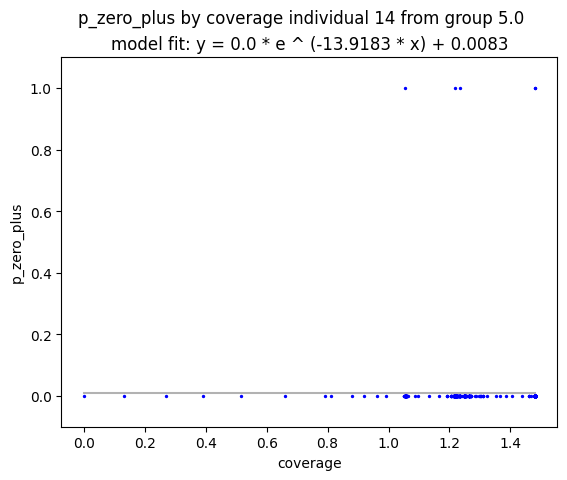 p_zero_plus by coverage individual 14 from group 5.0
model fit: y = 0.0 * e ^ (-13.9183 * x) + 0.0083
1.0
0.8
0.6
0.4
0.2
0.0
p_zero_plus
0.0 0.2 0.4 0.6 0.8 1.0 1.2 1.4
coverage